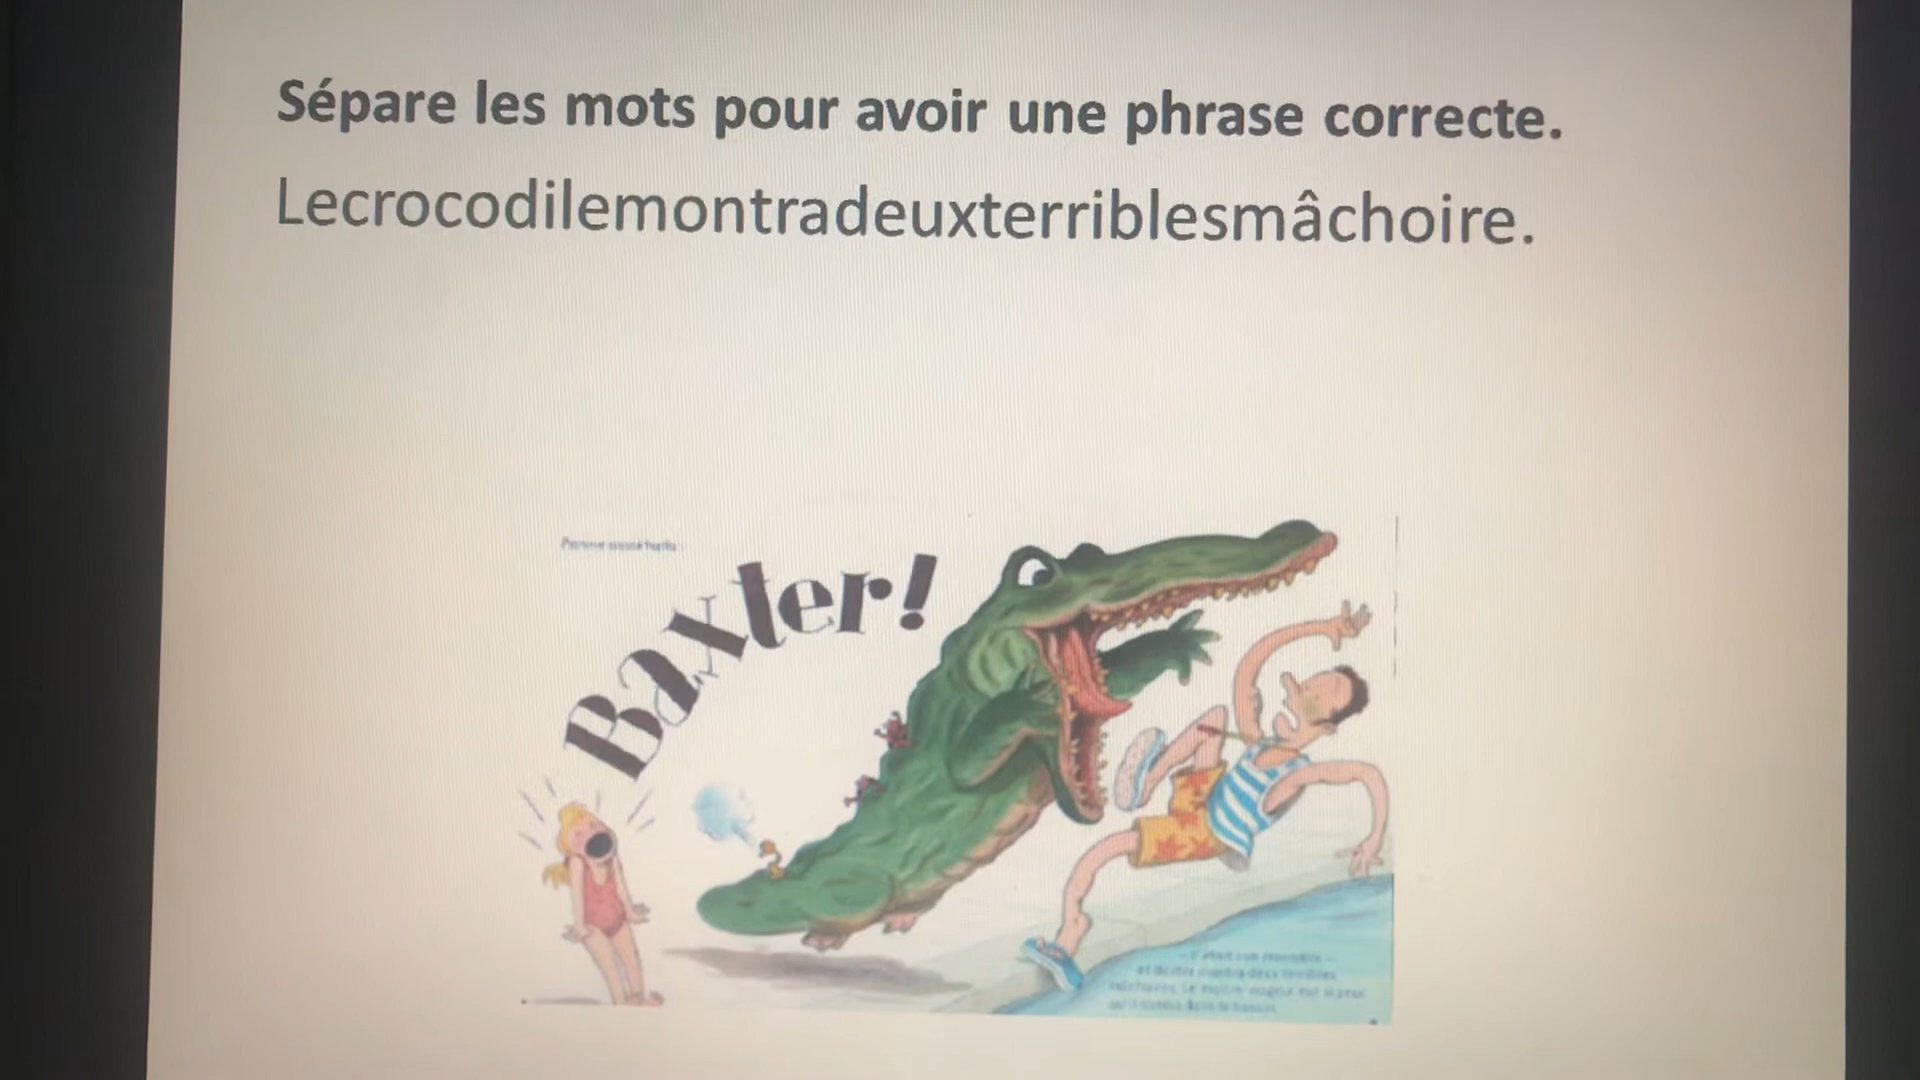 Sépare les mots pour avoir une phrase correcte.
Lecrocodilemontradeuxterriblesmâchoire.
Baxter!